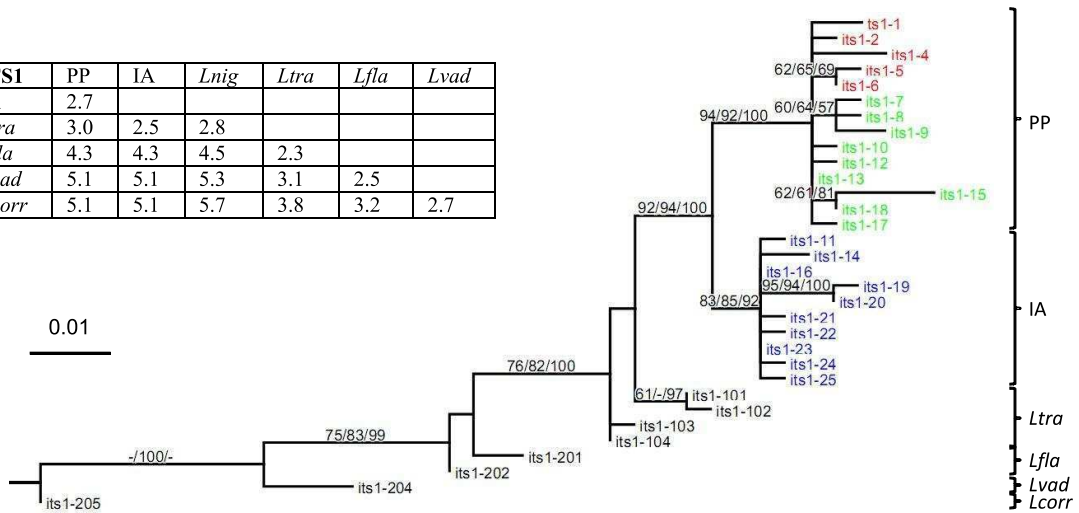 S1 PP IA Lnig Ltra Lfla Lvad
2.7
ra 3.0 2.5 2.8
la 4.3 4.3 4.5 2.3
ad 5.1 5.1 5.3 3.1 2.5
orr 5.1 5.1 5.7 3.8 3.2 2.7
ts1-1
its1-2
its1-4
62/65/69
its1-5
its1-6
60/64/57
its1-7
its1-8
its1-9
94/92/100
PP
its1-10
its1-12
its1-13
62/61/81
its1-15
its1-18
its1-17
92/94/100
its1-11
its1-14
its1-16
95/94/100
its1-19
its1-20
83/85/92
IA
its1-21
its1-22
its1-23
its1-24
its1-25
0.01
76/82/100
61/-/97
its1-101
its1-102
Ltra
its1-103
its1-104
75/83/99
its1-201
Lfla
its1-202
-/100/-
its1-204
Lvad
its1-205
Lcorr